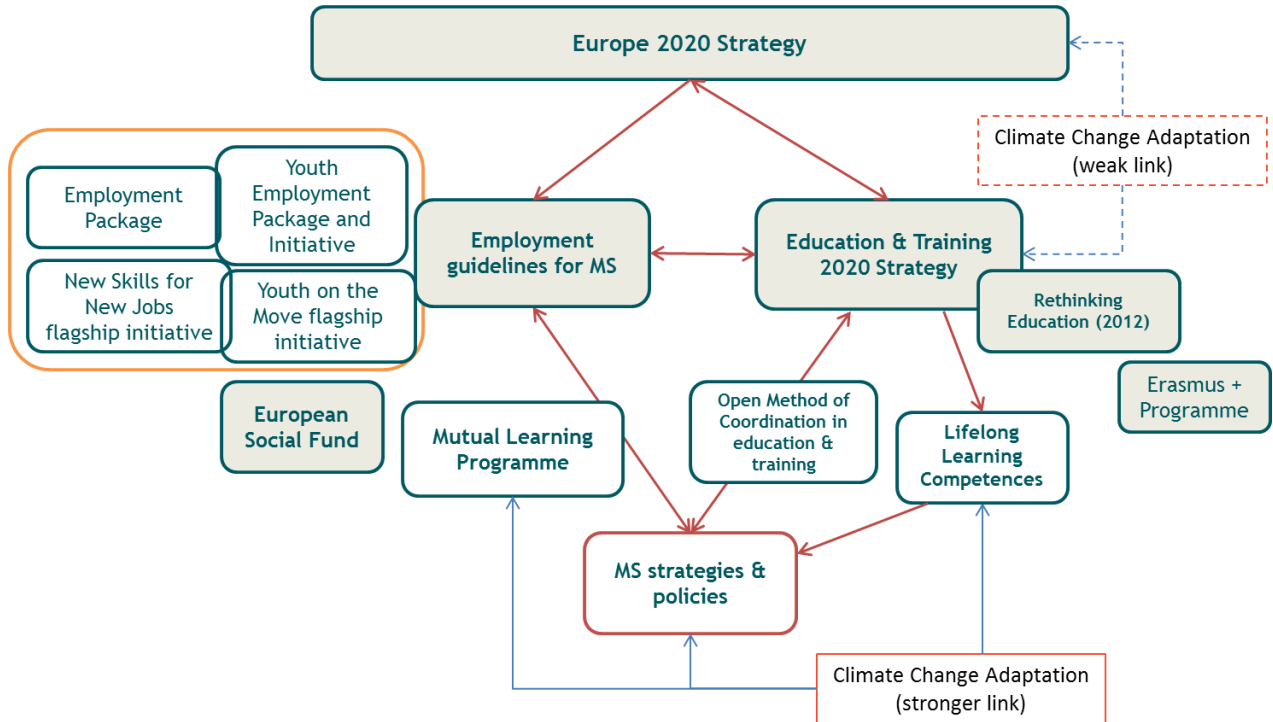 Europe 2020 Strategy
Climate Change Adaptation
(weak link)
Employment
Package
Youth
Employment
Package and
Initiative
New Skills for
New Jobs
flagship initiative
Youth on the
Move flagship
initiative
Employment
guidelines for MS
Education & Training
2020 Strategy
Rethinking
Education (2012)
Erasmus +
Programme
European
Social Fund
Mutual Learning
Programme
Open Method of
Coordination in
education &
training
Lifelong
Learning
Competences
MS strategies &
policies
Climate Change Adaptation
(stronger link)